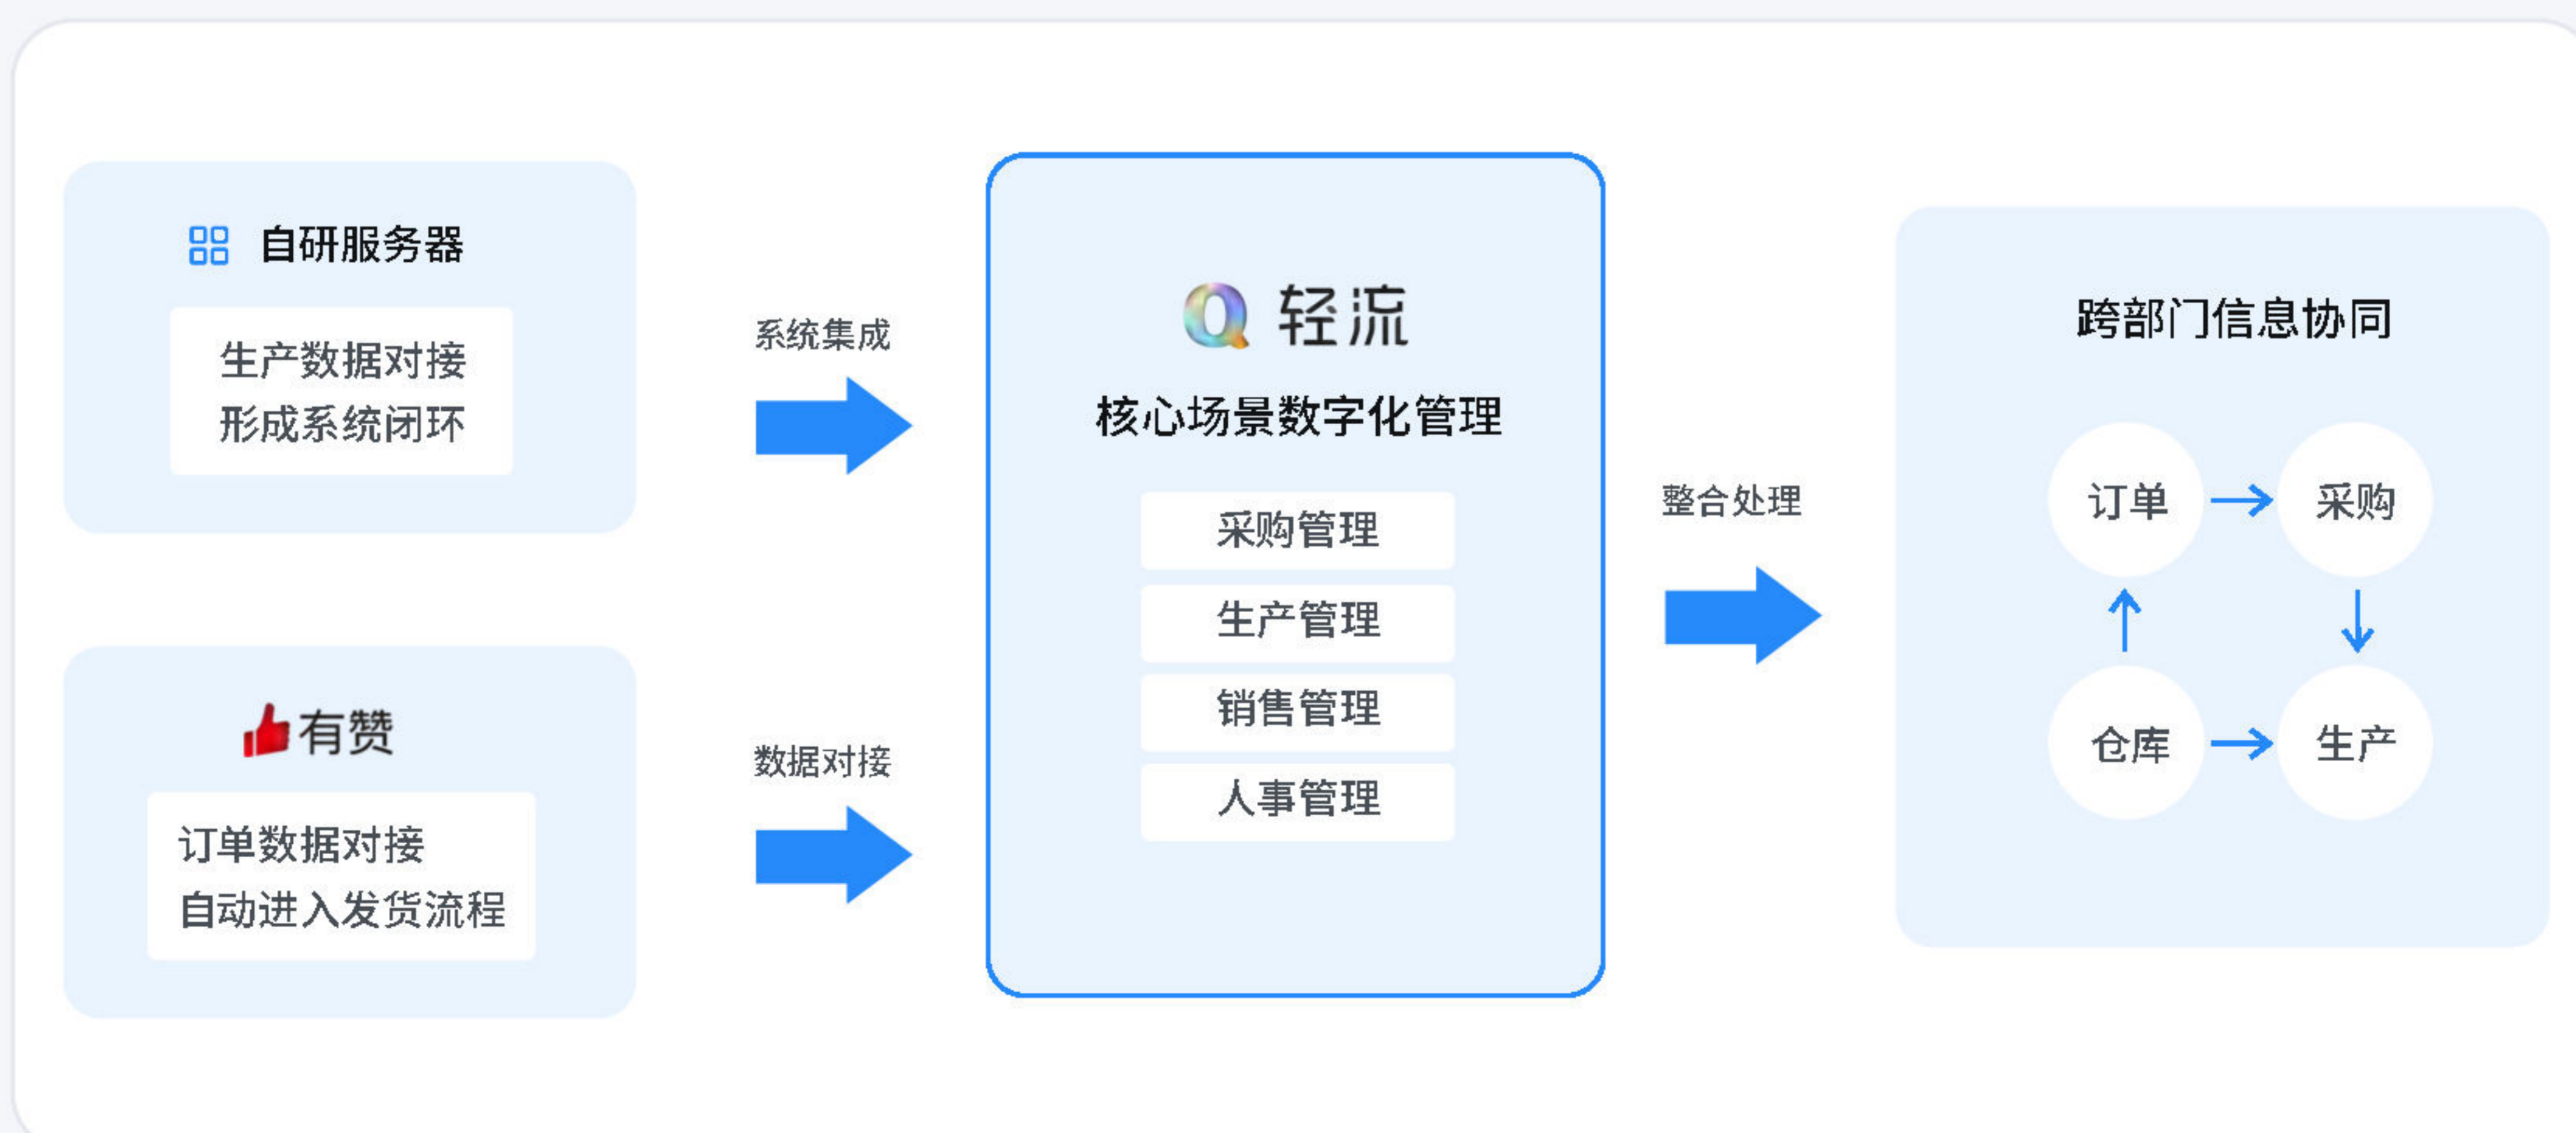 自研服务器
生产数据对接
形成系统闭环
有赞
订单数据对接
自动进入发货流程
系统集成
数据对接
轻流
核心场景数字化管理
采购管理
生产管理
销售管理
人事管理
整合处理
跨部门信息协同
订单
采购
仓库
生产